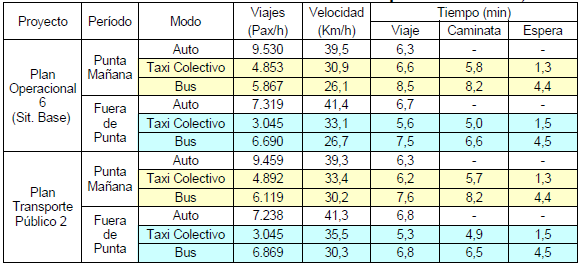 Proyecto Período Modo Viajes (Pax/h) Velocidad (Km/h) Tiempo (min)
Viaje Caminata Espera
Plan Operacional 6 (Sit. Base) Punta Mañana Auto 9.530 39,5 6,3 - -
Taxi Colectivo 4.853 30,9 6,6 5,8 1,3
Bus 5.867 26,1 8,5 8,2 4,4
Fuera de Punta Auto 7.319 41,4 6,7 - -
Taxi Colectivo 3.045 33,1 5,6 5,0 1,5
Bus 6.690 26,7 7,5 6,6 4,5
Plan Transporte Público 2 Punta Mañana Auto 9.459 39,3 6,3 - -
Taxi Colectivo 4.892 33,4 6,2 5,7 1,3
Bus 6.119 30,2 7,6 8,2 4,4
Fuera de Punta Auto 7.238 41,3 6,8 - -
Taxi Colectivo 3.045 35,5 5,3 4,9 1,5
Bus 6.869 30,3 6,8 6,5 4,5